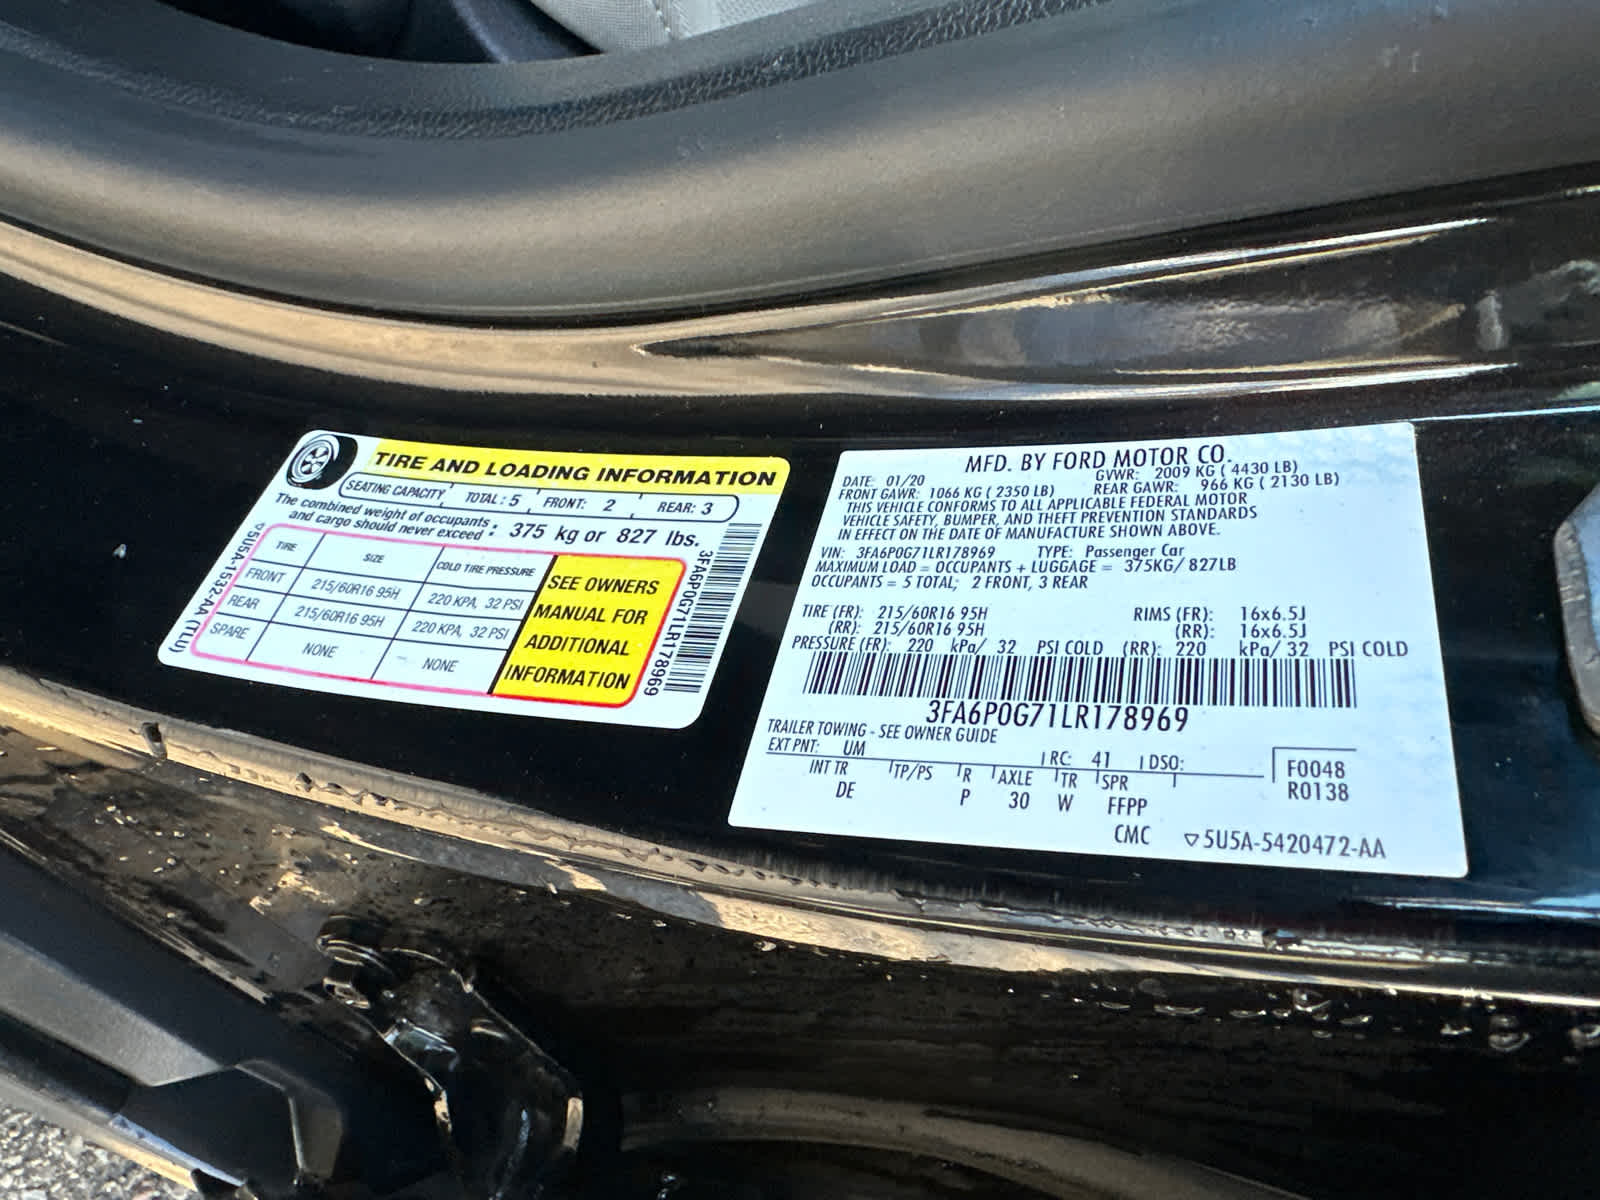 TIRE AND LOADING INFORMATION
SEATING CAPACITY TOTAL: 5 FRONT: 2 REAR: 3
The combined weight of occupants and cargo should never exceed: 375 kg or 827 lbs.
TIRE SIZE COLD TIRE PRESSURE
FRONT 215/60R16 95H 220 KPA, 32 PSI
REAR 215/60R16 95H 220 KPA, 32 PSI
SPARE NONE NONE
SEE OWNERS
MANUAL FOR
ADDITIONAL
INFORMATION
▽5U5A-1532-AA (TLU)
3FA6P0G71LR178969
MFD. BY FORD MOTOR CO.
DATE: 01/20 GVWR: 2009 KG ( 4430 LB)
FRONT GAWR: 1066 KG ( 2350 LB) REAR GAWR: 966 KG ( 2130 LB)
THIS VEHICLE CONFORMS TO ALL APPLICABLE FEDERAL MOTOR
VEHICLE SAFETY, BUMPER, AND THEFT PREVENTION STANDARDS
IN EFFECT ON THE DATE OF MANUFACTURE SHOWN ABOVE.
VIN: 3FA6P0G71LR178969 TYPE: Passenger Car
MAXIMUM LOAD = OCCUPANTS + LUGGAGE = 375KG/ 827LB
OCCUPANTS = 5 TOTAL; 2 FRONT, 3 REAR
TIRE (FR): 215/60R16 95H RIMS (FR): 16x6.5J
(RR): 215/60R16 95H (RR): 16x6.5J
PRESSURE (FR): 220 kPa/ 32 PSI COLD (RR): 220 kPa/ 32 PSI COLD
3FA6P0G71LR178969
TRAILER TOWING - SEE OWNER GUIDE
EXT PNT: UM RC: 41 DSO: F0048
INT TR TP/PS R AXLE TR SPR R0138
DE P 30 W FFPP
CMC ▽5U5A-5420472-AA